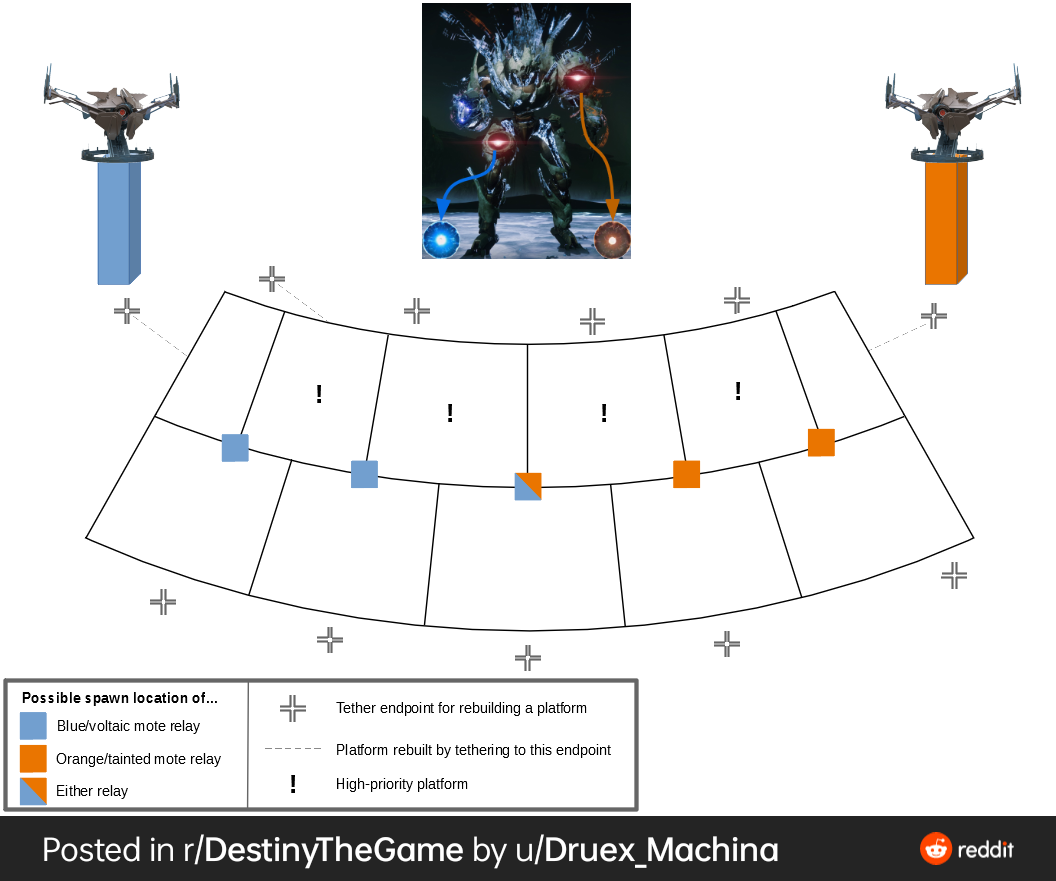 !
!
!
!
Possible spawn location of...
Blue/voltaic mote relay
Orange/tainted mote relay
Either relay
Tether endpoint for rebuilding a platform
Platform rebuilt by tethering to this endpoint
! High-priority platform
Posted in r/DestinyTheGame by u/Druex_Machina
reddit